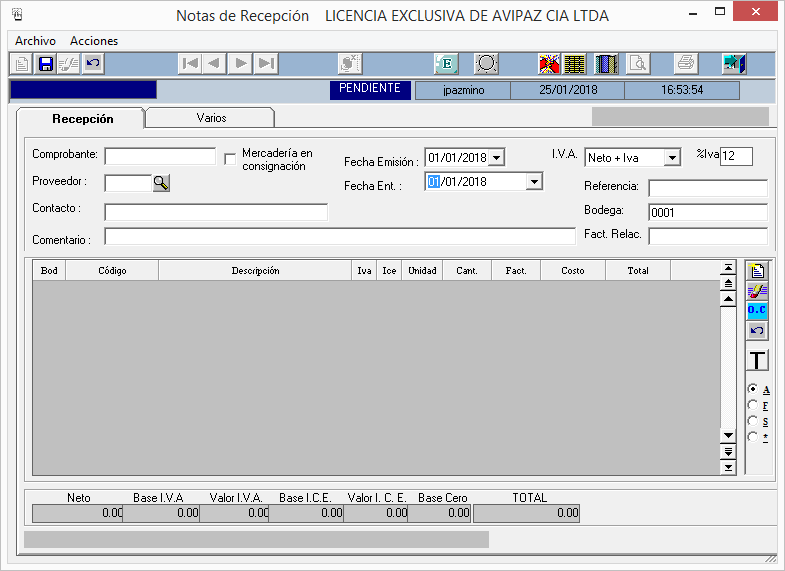 Notas de Recepción LICENCIA EXCLUSIVA DE AVIPAZ CIA LTDA
Archivo Acciones
E
PENDIENTE jpazmino 25/01/2018 16:53:54
Recepción Varios
Comprobante: Mercadería en consignación Fecha Emisión : 01/01/2018 I.V.A. Neto + Iva %Iva 12
Proveedor : Fecha Ent. : 01/01/2018 Referencia:
Contacto : Bodega: 0001
Comentario : Fact. Relac.
Bod Código Descripción Iva Ice Unidad Cant. Fact. Costo Total
O.C
T
A
F
S
*
Neto Base I.V.A Valor I.V.A. Base I.C.E. Valor I. C. E. Base Cero TOTAL
0.00 0.00 0.00 0.00 0.00 0.00 0.00